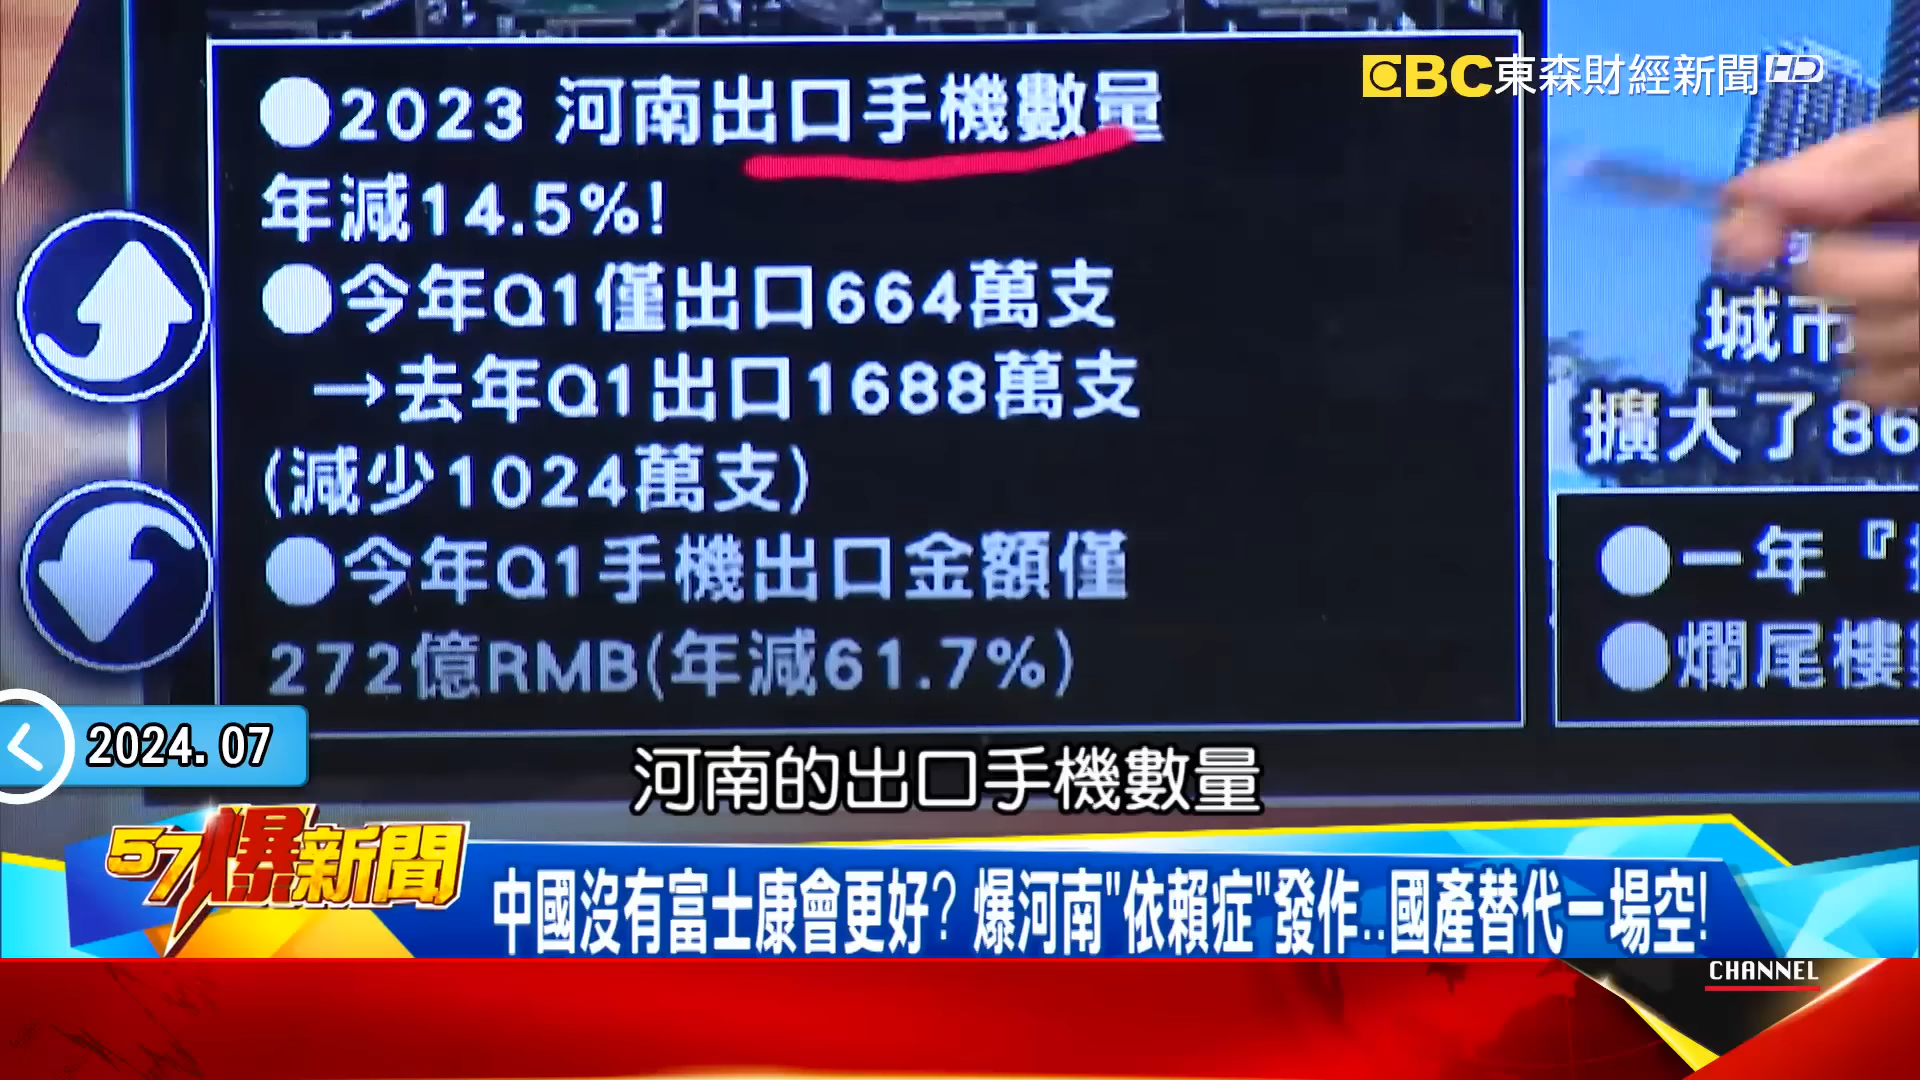 EBC東森財經新聞HD
●2023 河南出口手機數量
年減14.5%!
●今年Q1僅出口664萬支
→去年Q1出口1688萬支
(減少1024萬支)
●今年Q1手機出口金額僅
272億RMB(年減61.7%)
城市
擴大了86
●一年『
●爛尾樓
2024.07
河南的出口手機數量
57爆新聞
中國沒有富士康會更好? 爆河南"依賴症"發作..國產替代一場空!
CHANNEL